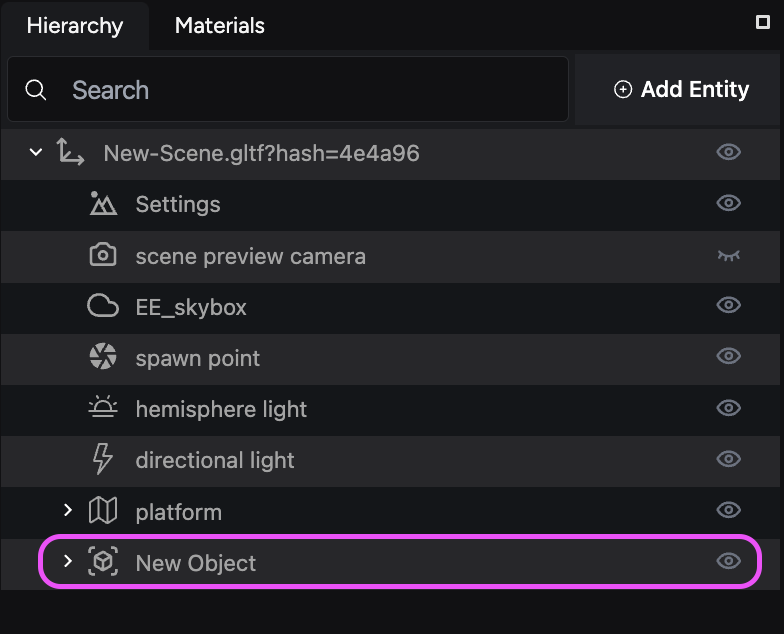 Hierarchy Materials
Search Add Entity
New-Scene.gltf?hash=4e4a96
Settings
scene preview camera
EE_skybox
spawn point
hemisphere light
directional light
platform
New Object